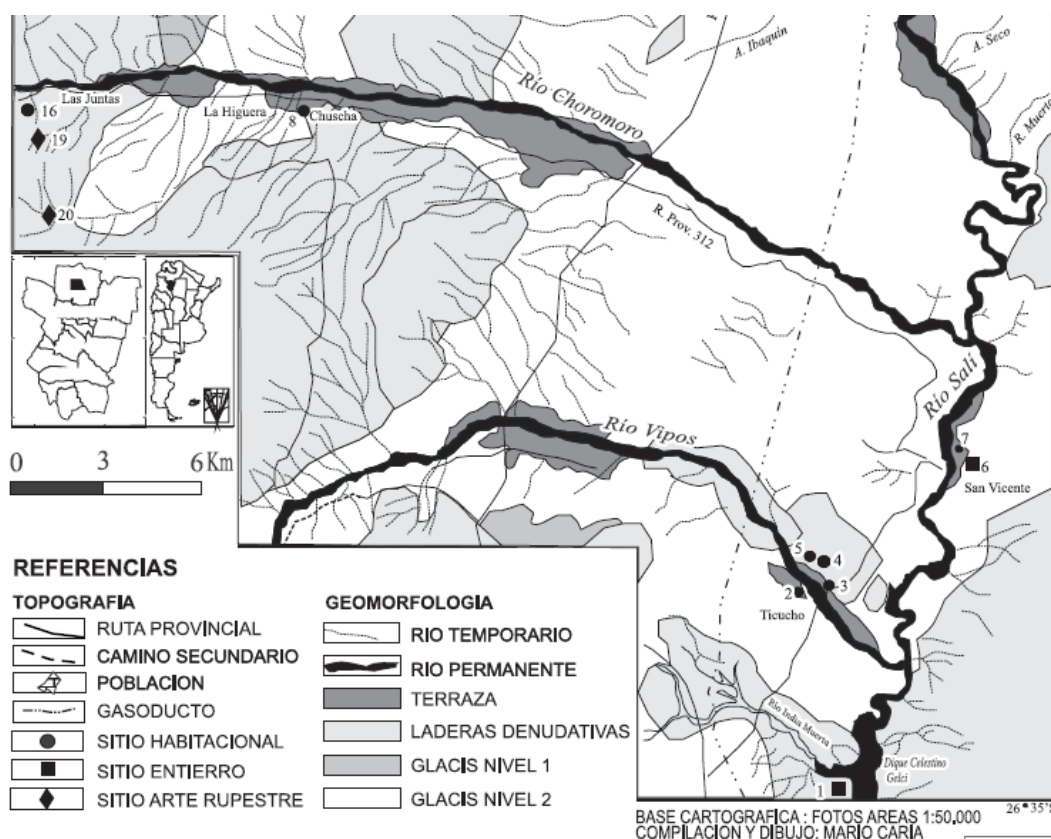 A. Ibaquin
A. Seco
R. Muerto
Río Choromoro
Las Juntas
16
La Higuera
8
Chuscha
19
20
R. Prov. 312
Río Salí
Río Vipos
7
6
San Vicente
0 3 6 Km
5
4
3
2
Ticucho
Río India Muerta
Dique Celestino
Gelci
1
REFERENCIAS
TOPOGRAFIA
RUTA PROVINCIAL
CAMINO SECUNDARIO
POBLACION
GASODUCTO
SITIO HABITACIONAL
SITIO ENTIERRO
SITIO ARTE RUPESTRE
GEOMORFOLOGIA
RIO TEMPORARIO
RIO PERMANENTE
TERRAZA
LADERAS DENUDATIVAS
GLACIS NIVEL 1
GLACIS NIVEL 2
26°35'S
BASE CARTOGRAFICA : FOTOS AREAS 1:50,000
COMPILACION Y DIBUJO: MARIO CARIA